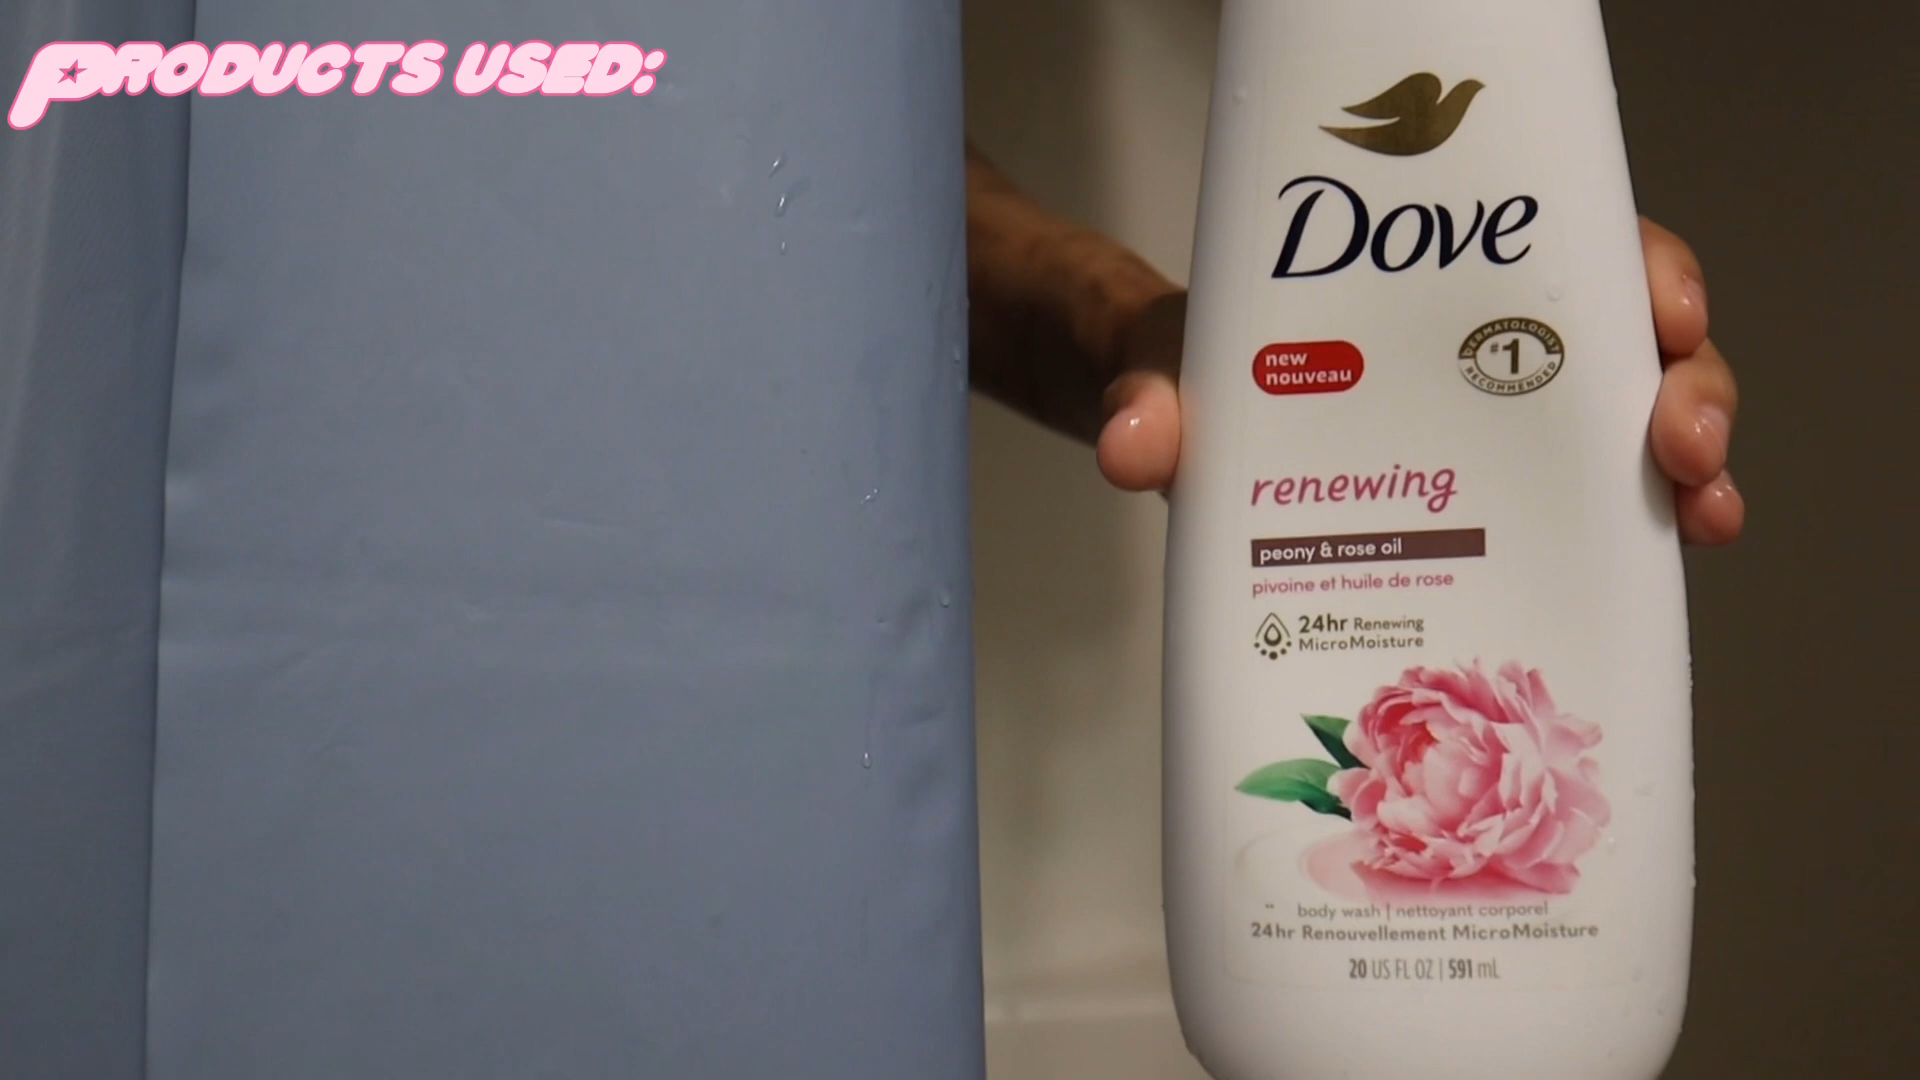 PRODUCTS USED:
Dove
new
nouveau
DERMATOLOGIST
#1
RECOMMENDED
renewing
peony & rose oil
pivoine et huile de rose
24hr Renewing
MicroMoisture
body wash | nettoyant corporel
24hr Renouvellement MicroMoisture
20 US FL OZ | 591 mL